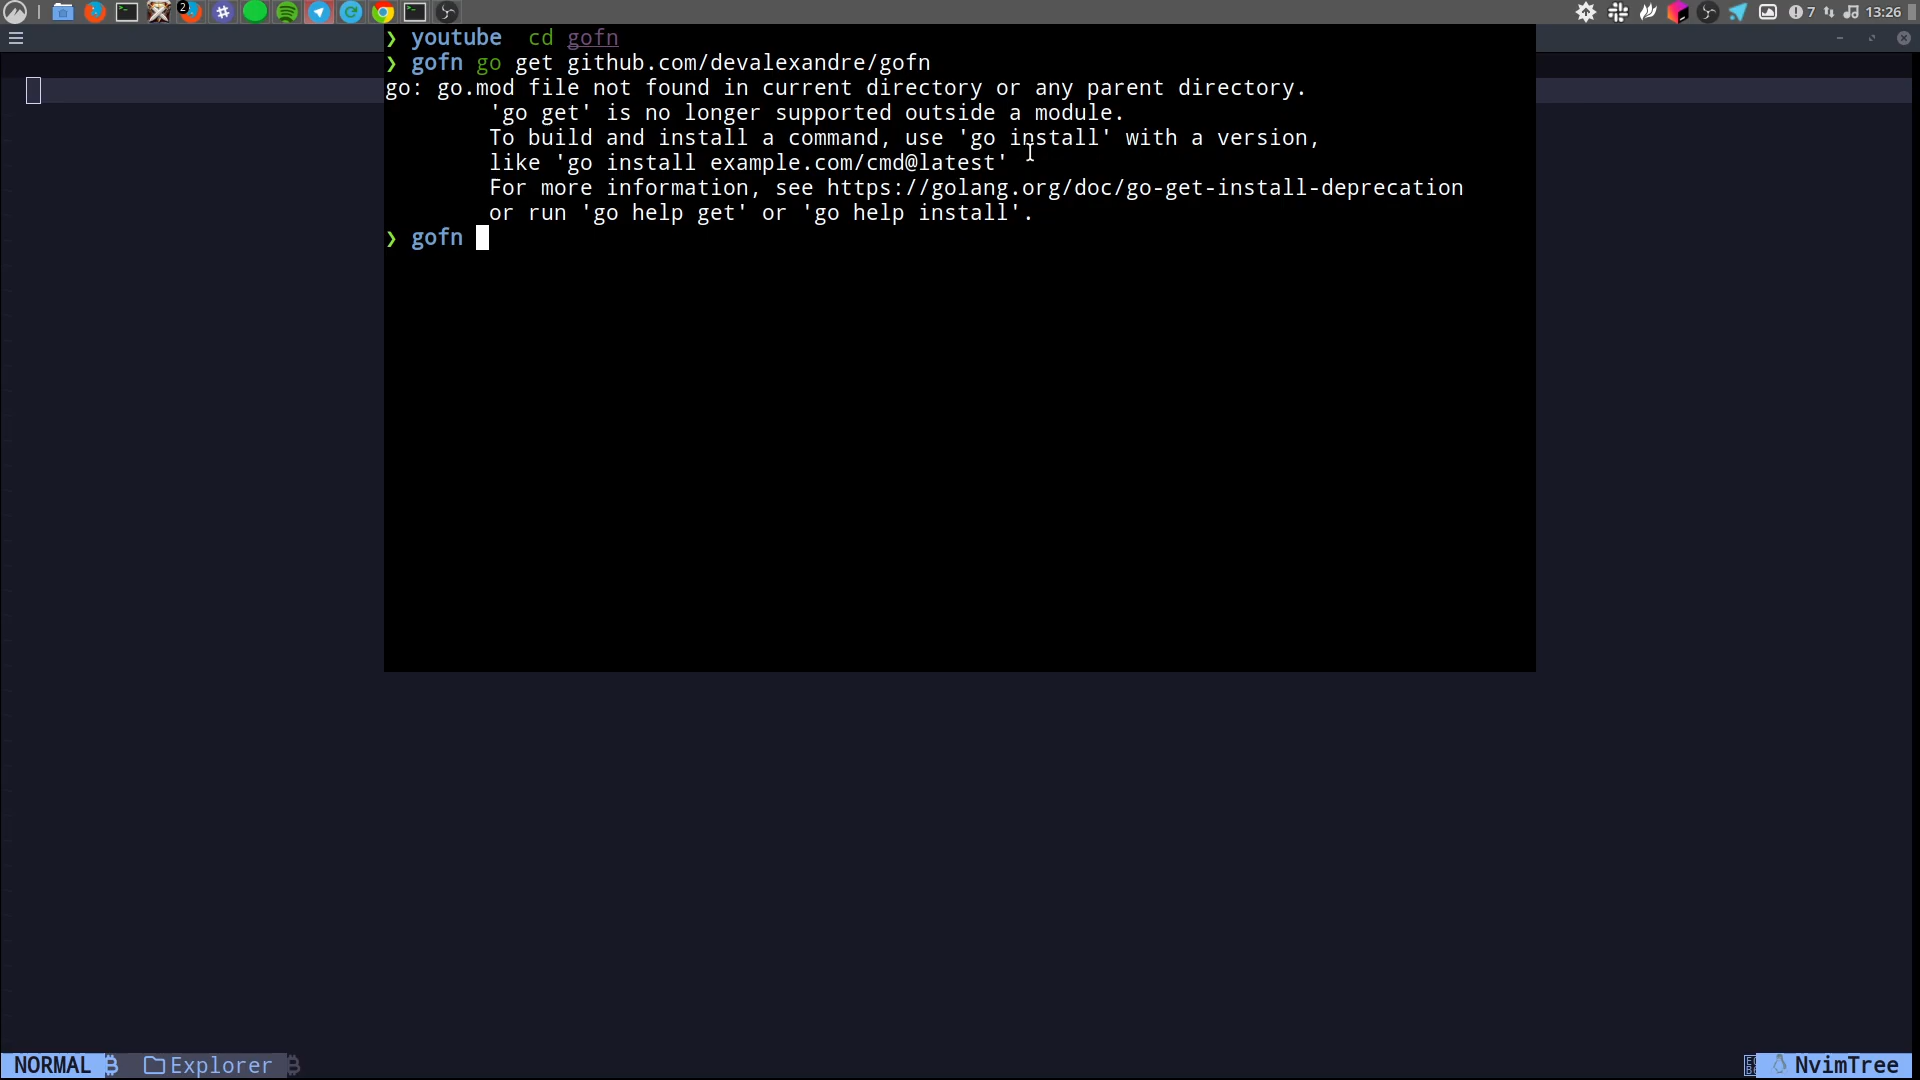 2
7
13:26
❯ youtube  cd gofn
❯ gofn go get github.com/devalexandre/gofn
go: go.mod file not found in current directory or any parent directory.
        'go get' is no longer supported outside a module.
        To build and install a command, use 'go install' with a version,
        like 'go install example.com/cmd@latest'
        For more information, see https://golang.org/doc/go-get-install-deprecation
        or run 'go help get' or 'go help install'.
❯ gofn
NORMAL
Explorer
NvimTree